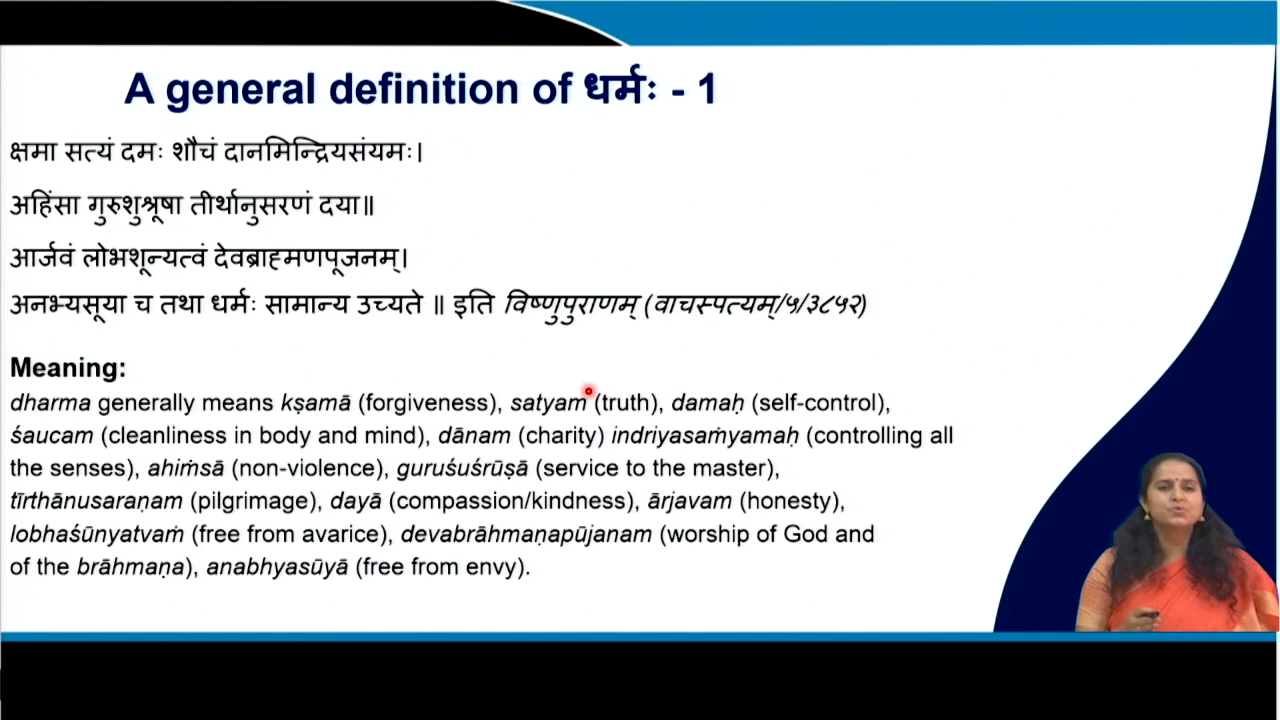 A general definition of धर्मः - 1
क्षमा सत्यं दमः शौचं दानमिन्द्रियसंयमः।
अहिंसा गुरुशुश्रूषा तीर्थानुसरणं दया॥
आर्जवं लोभशून्यत्वं देवब्राह्मणपूजनम्।
अनभ्यसूया च तथा धर्मः सामान्य उच्यते ॥ इति विष्णुपुराणम् (वाचस्पत्यम्/५/३८५२)
Meaning:
dharma generally means kṣamā (forgiveness), satyam (truth), damaḥ (self-control),
śaucam (cleanliness in body and mind), dānam (charity) indriyasaṁyamaḥ (controlling all
the senses), ahiṁsā (non-violence), guruśuśrūṣā (service to the master),
tīrthānusaraṇam (pilgrimage), dayā (compassion/kindness), ārjavam (honesty),
lobhaśūnyatvaṁ (free from avarice), devabrāhmaṇapūjanam (worship of God and
of the brāhmaṇa), anabhyasūyā (free from envy).